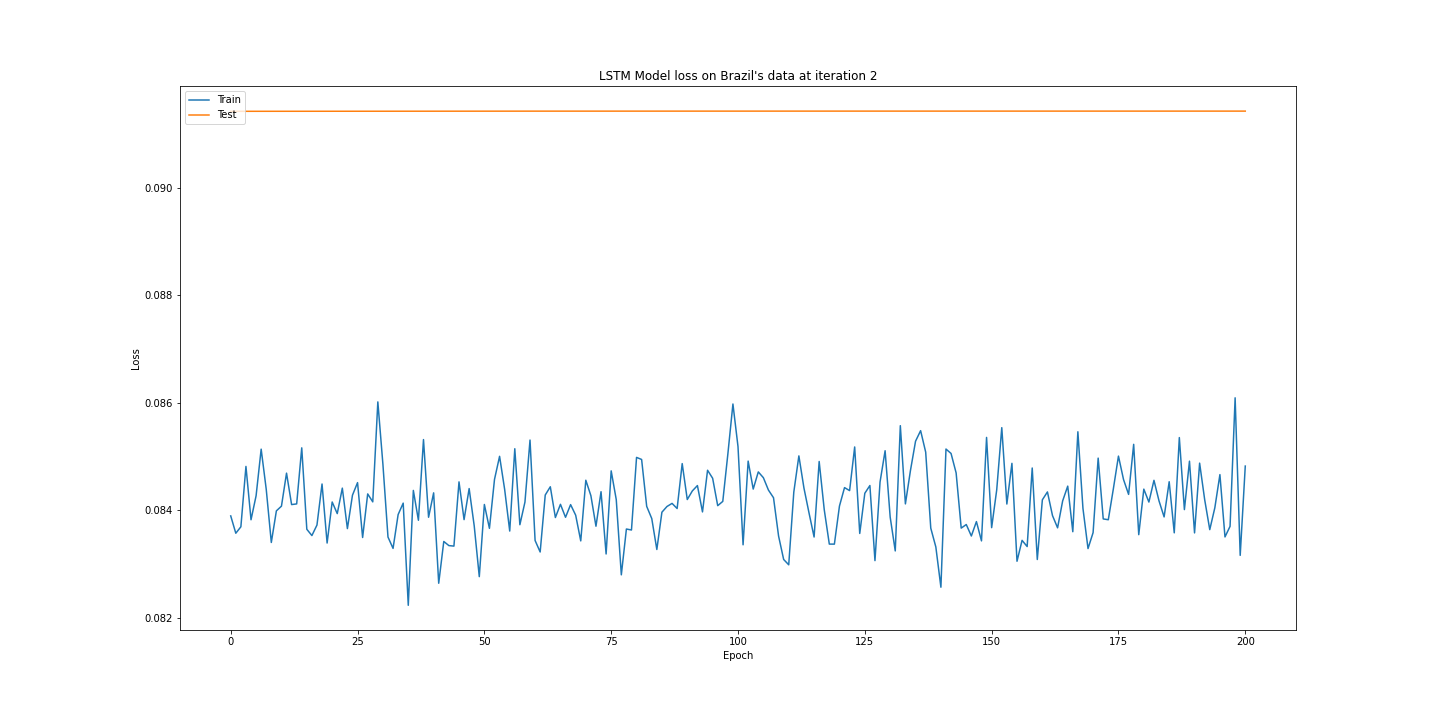 LSTM Model loss on Brazil's data at iteration 2
Train
Test
0.090
0.088
0.086
0.084
0.082
Loss
0 25 50 75 100 125 150 175 200
Epoch